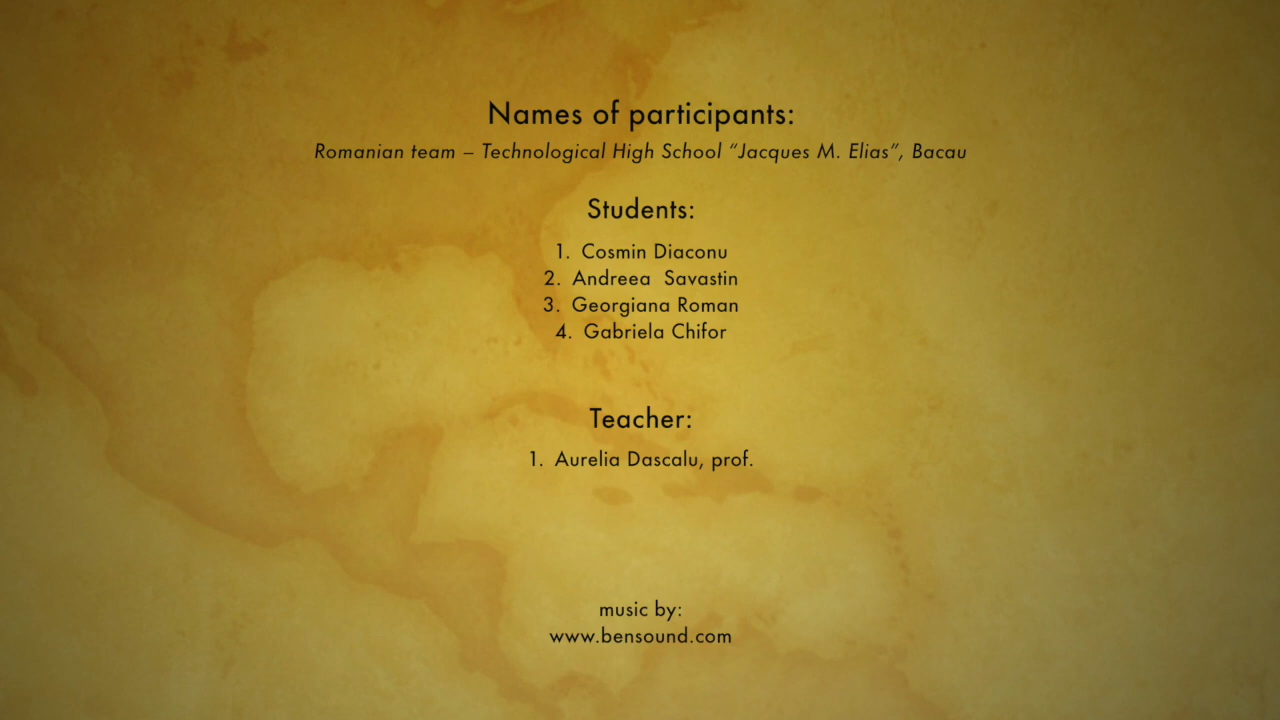 Names of participants:
Romanian team – Technological High School “Jacques M. Elias”, Bacau
Students:
1. Cosmin Diaconu
2. Andreea Savastin
3. Georgiana Roman
4. Gabriela Chifor
Teacher:
1. Aurelia Dascalu, prof.
music by:
www.bensound.com